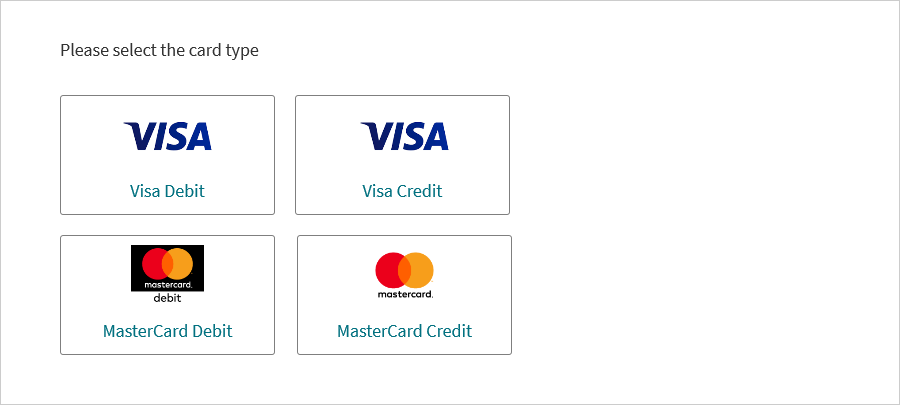 Please select the card type
VISA
VISA
Visa Debit
Visa Credit
mastercard.
debit
mastercard.
MasterCard Debit
MasterCard Credit